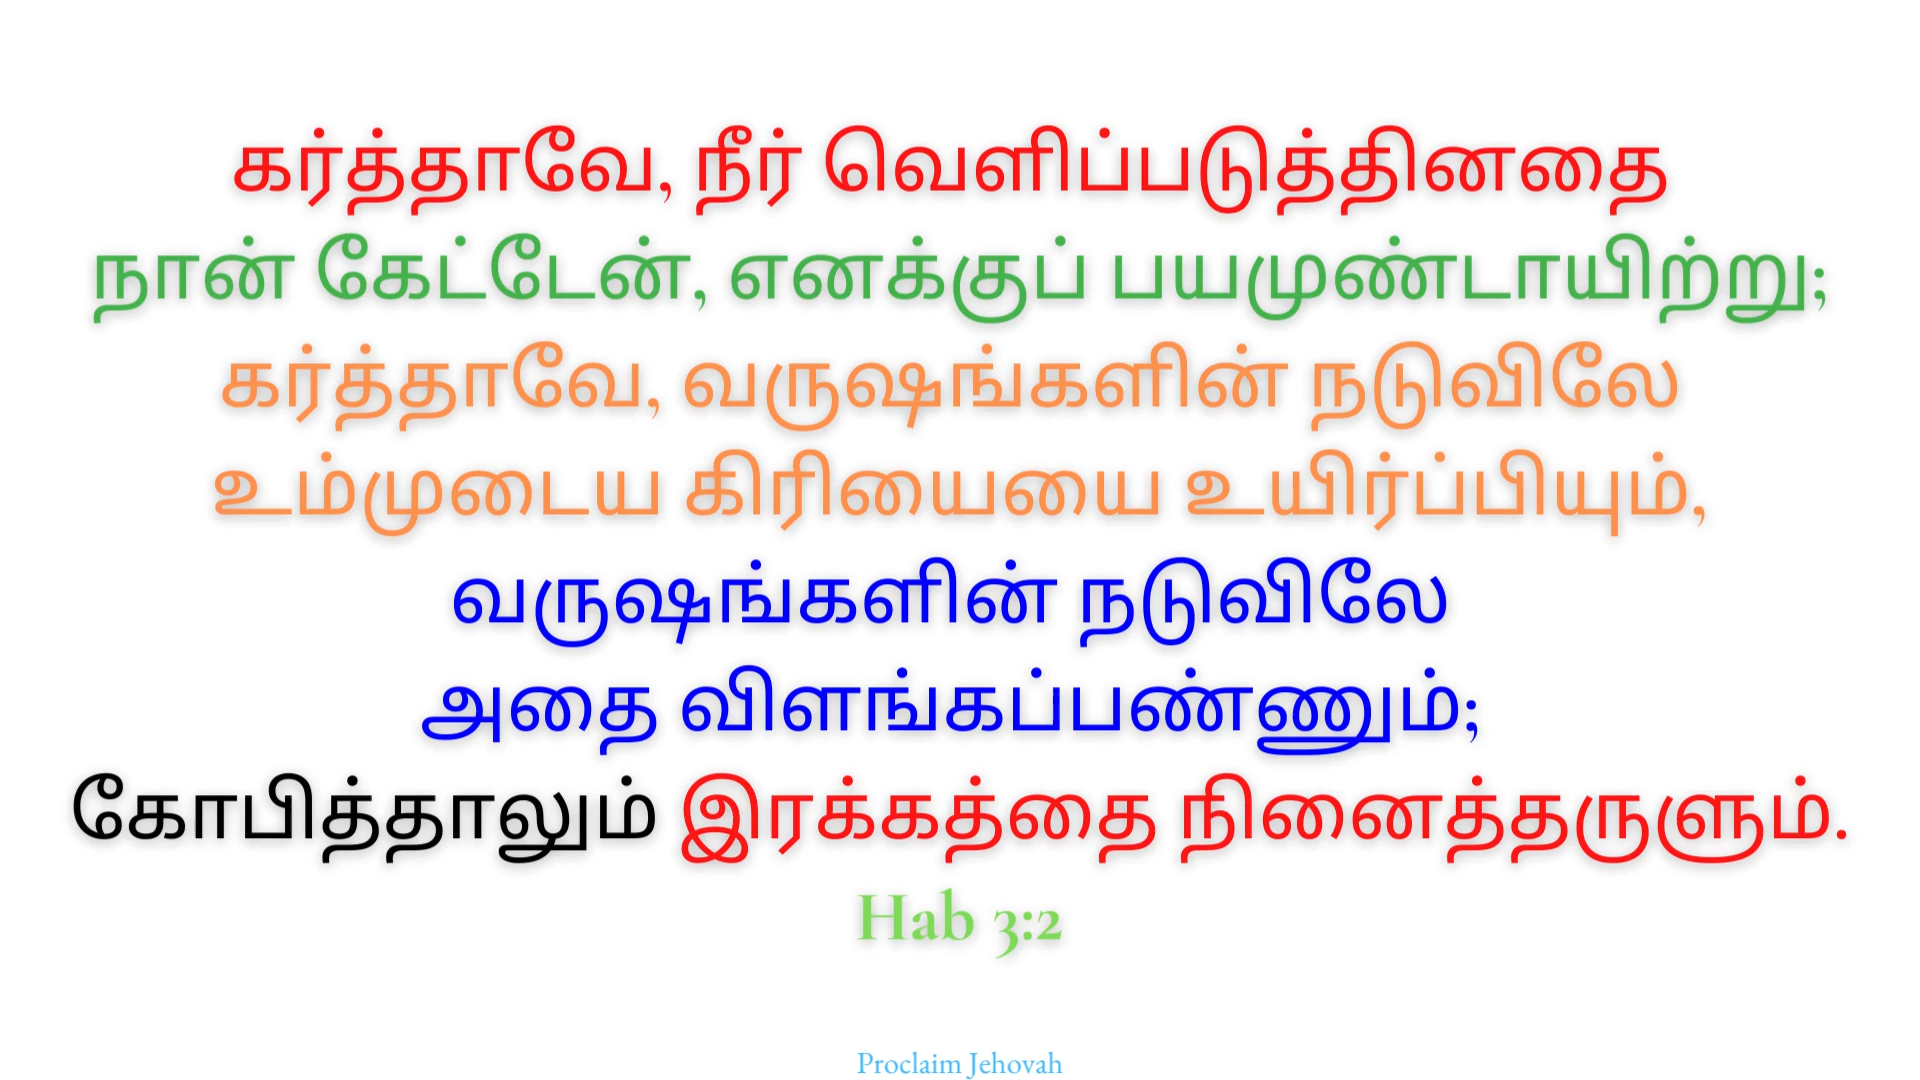 கர்த்தாவே, நீர் வெளிப்படுத்தினதை
நான் கேட்டேன், எனக்குப் பயமுண்டாயிற்று;
கர்த்தாவே, வருஷங்களின் நடுவிலே
உம்முடைய கிரியையை உயிர்ப்பியும்,
வருஷங்களின் நடுவிலே
அதை விளங்கப்பண்ணும்;
கோபித்தாலும் இரக்கத்தை நினைத்தருளும்.
Hab 3:2
Proclaim Jehovah